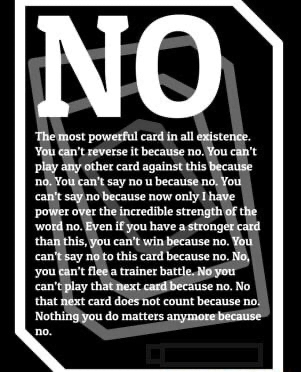 NO
The most powerful card in all existence.
You can't reverse it because no. You can't
play any other card against this because
no. You can't say no u because no. You
can't say no because now only I have
power over the incredible strength of the
word no. Even if you have a stronger card
than this, you can't win because no. You
can't say no to this card because no. No,
you can't flee a trainer battle. No you
can't play that next card because no. No
that next card does not count because no.
Nothing you do matters anymore because
no.